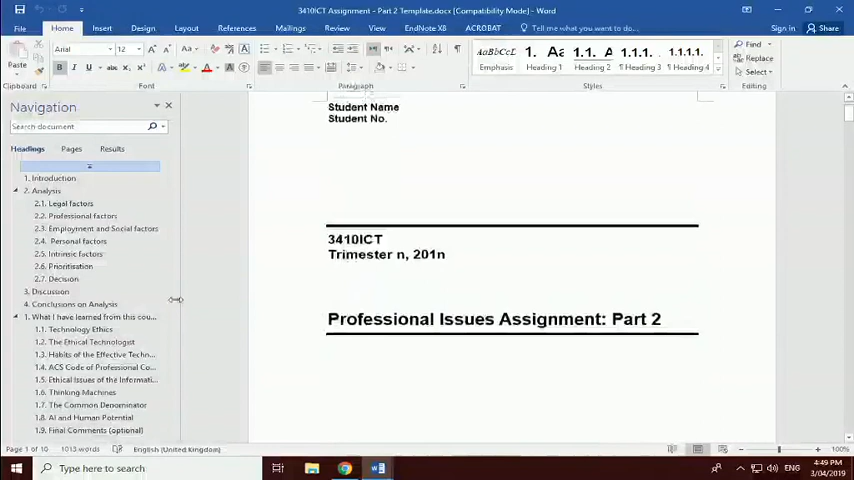 3410ICT Assignment - Part 2 Template.docx [Compatibility Mode] - Word
File Home Insert Design Layout References Mailings Review View EndNote X8 ACROBAT Tell me what you want to do... Sign in Share
Arial 12 Find
Paste Emphasis Heading 1 Heading 2 ¶ Heading 3 ¶ Heading 4 Replace
Select
Clipboard Font Paragraph Styles Editing
Navigation
Search document
Headings Pages Results
1. Introduction
2. Analysis
2.1. Legal factors
2.2. Professional factors
2.3. Employment and Social factors
2.4. Personal factors
2.5. Intrinsic factors
2.6. Prioritisation
2.7. Decision
3. Discussion
4. Conclusions on Analysis
1. What I have learned from this cou...
1.1. Technology Ethics
1.2. The Ethical Technologist
1.3. Habits of the Effective Techn...
1.4. ACS Code of Professional Co...
1.5. Ethical Issues of the Informati...
1.6. Thinking Machines
1.7. The Common Denominator
1.8. AI and Human Potential
1.9. Final Comments (optional)
Student Name
Student No.
3410ICT
Trimester n, 201n
Professional Issues Assignment: Part 2
Page 1 of 10 1013 words English (United Kingdom) 100%
Type here to search ENG 4:49 PM
3/04/2019